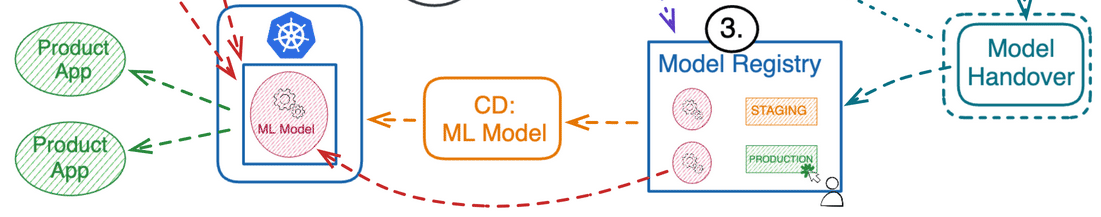 3.
Product
App
Model Registry
Model
Handover
ML Model
CD:
ML Model
STAGING
Product
App
PRODUCTION